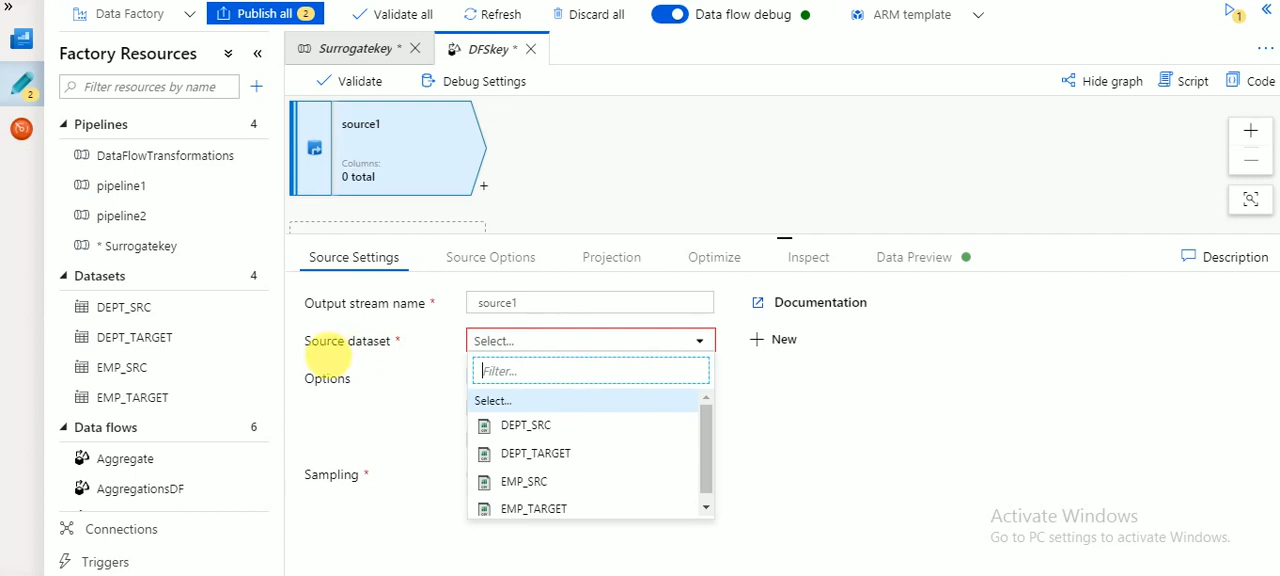 Data Factory
Publish all 2
Validate all
Refresh
Discard all
Data flow debug
ARM template
1
Factory Resources
Surrogatekey *
DFSkey *
Filter resources by name
Validate
Debug Settings
Hide graph
Script
Code
2
Pipelines 4
DataFlowTransformations
pipeline1
pipeline2
* Surrogatekey
Datasets 4
DEPT_SRC
DEPT_TARGET
EMP_SRC
EMP_TARGET
Data flows 6
Aggregate
AggregationsDF
Connections
Triggers
source1
Columns:
0 total
+
Source Settings
Source Options
Projection
Optimize
Inspect
Data Preview
Description
Output stream name *
source1
Documentation
Source dataset *
Select...
New
Filter...
Options
Select...
DEPT_SRC
DEPT_TARGET
Sampling *
EMP_SRC
EMP_TARGET
Activate Windows
Go to PC settings to activate Windows.